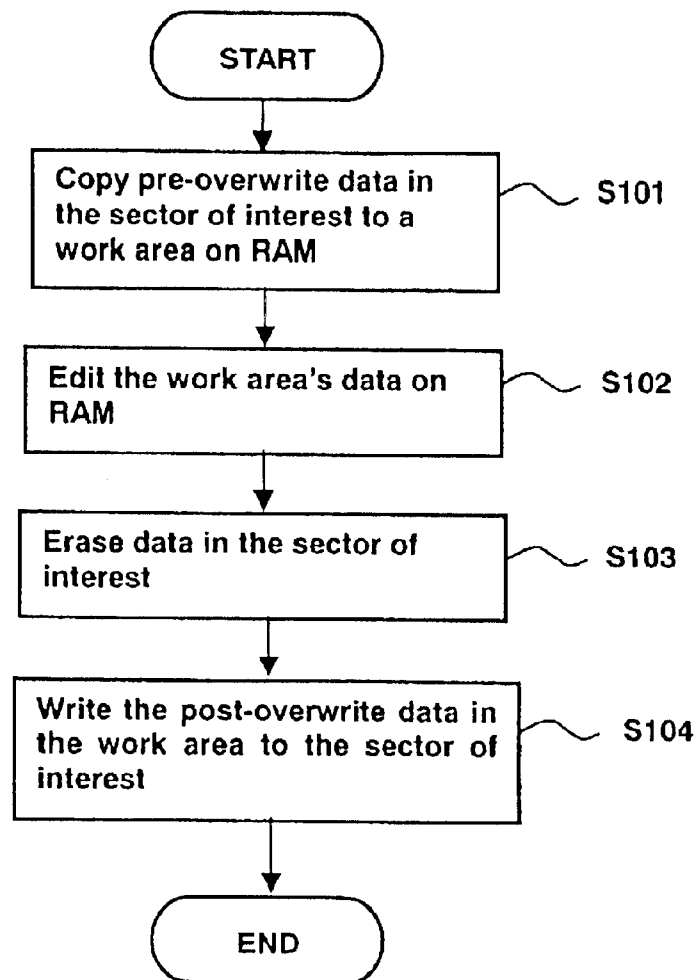 START
Copy pre-overwrite data in
the sector of interest to a
work area on RAM
S101
Edit the work area's data on
RAM
S102
Erase data in the sector of
interest
S103
Write the post-overwrite data in
the work area to the sector of
interest
S104
END